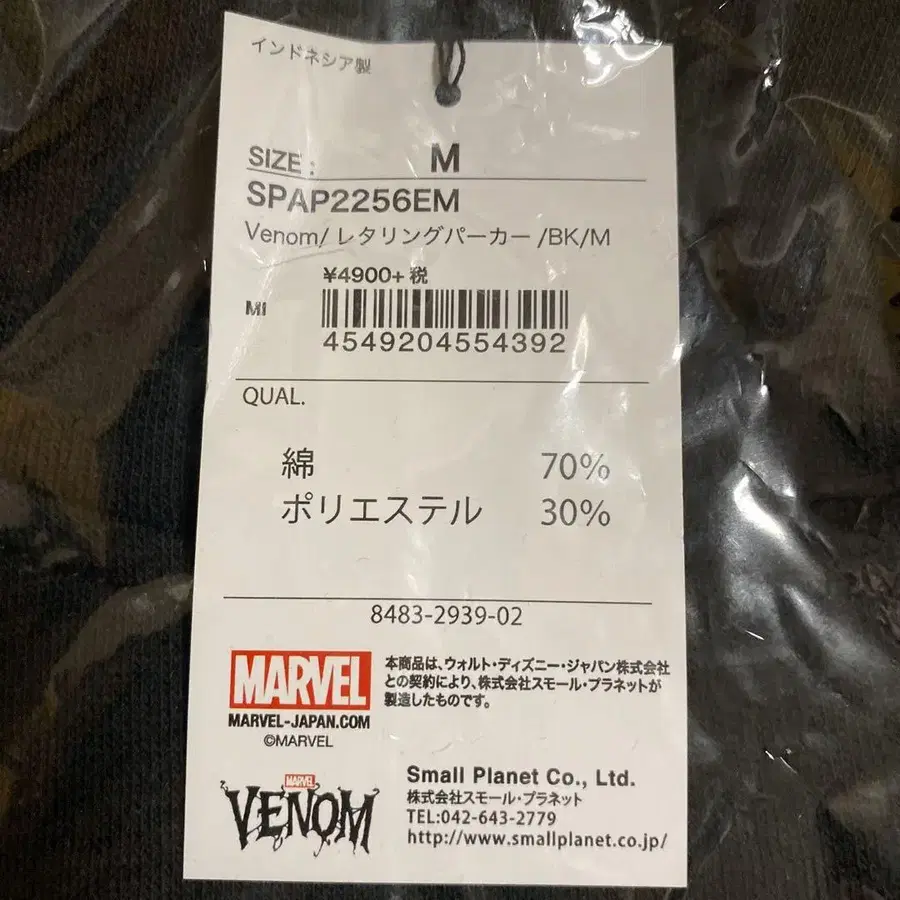 インドネシア製
SIZE : M
SPAP2256EM
Venom/ レタリングパーカー /BK/M
¥4900+ 税
MI
4549204554392
QUAL.
綿 70%
ポリエステル 30%
8483-2939-02
MARVEL
MARVEL-JAPAN.COM
©MARVEL
本商品は、ウォルト・ディズニー・ジャパン株式会社
との契約により、株式会社スモール・プラネットが
製造したものです。
MARVEL
VENOM
Small Planet Co., Ltd.
株式会社スモール・プラネット
TEL:042-643-2779
http://www.smallplanet.co.jp/